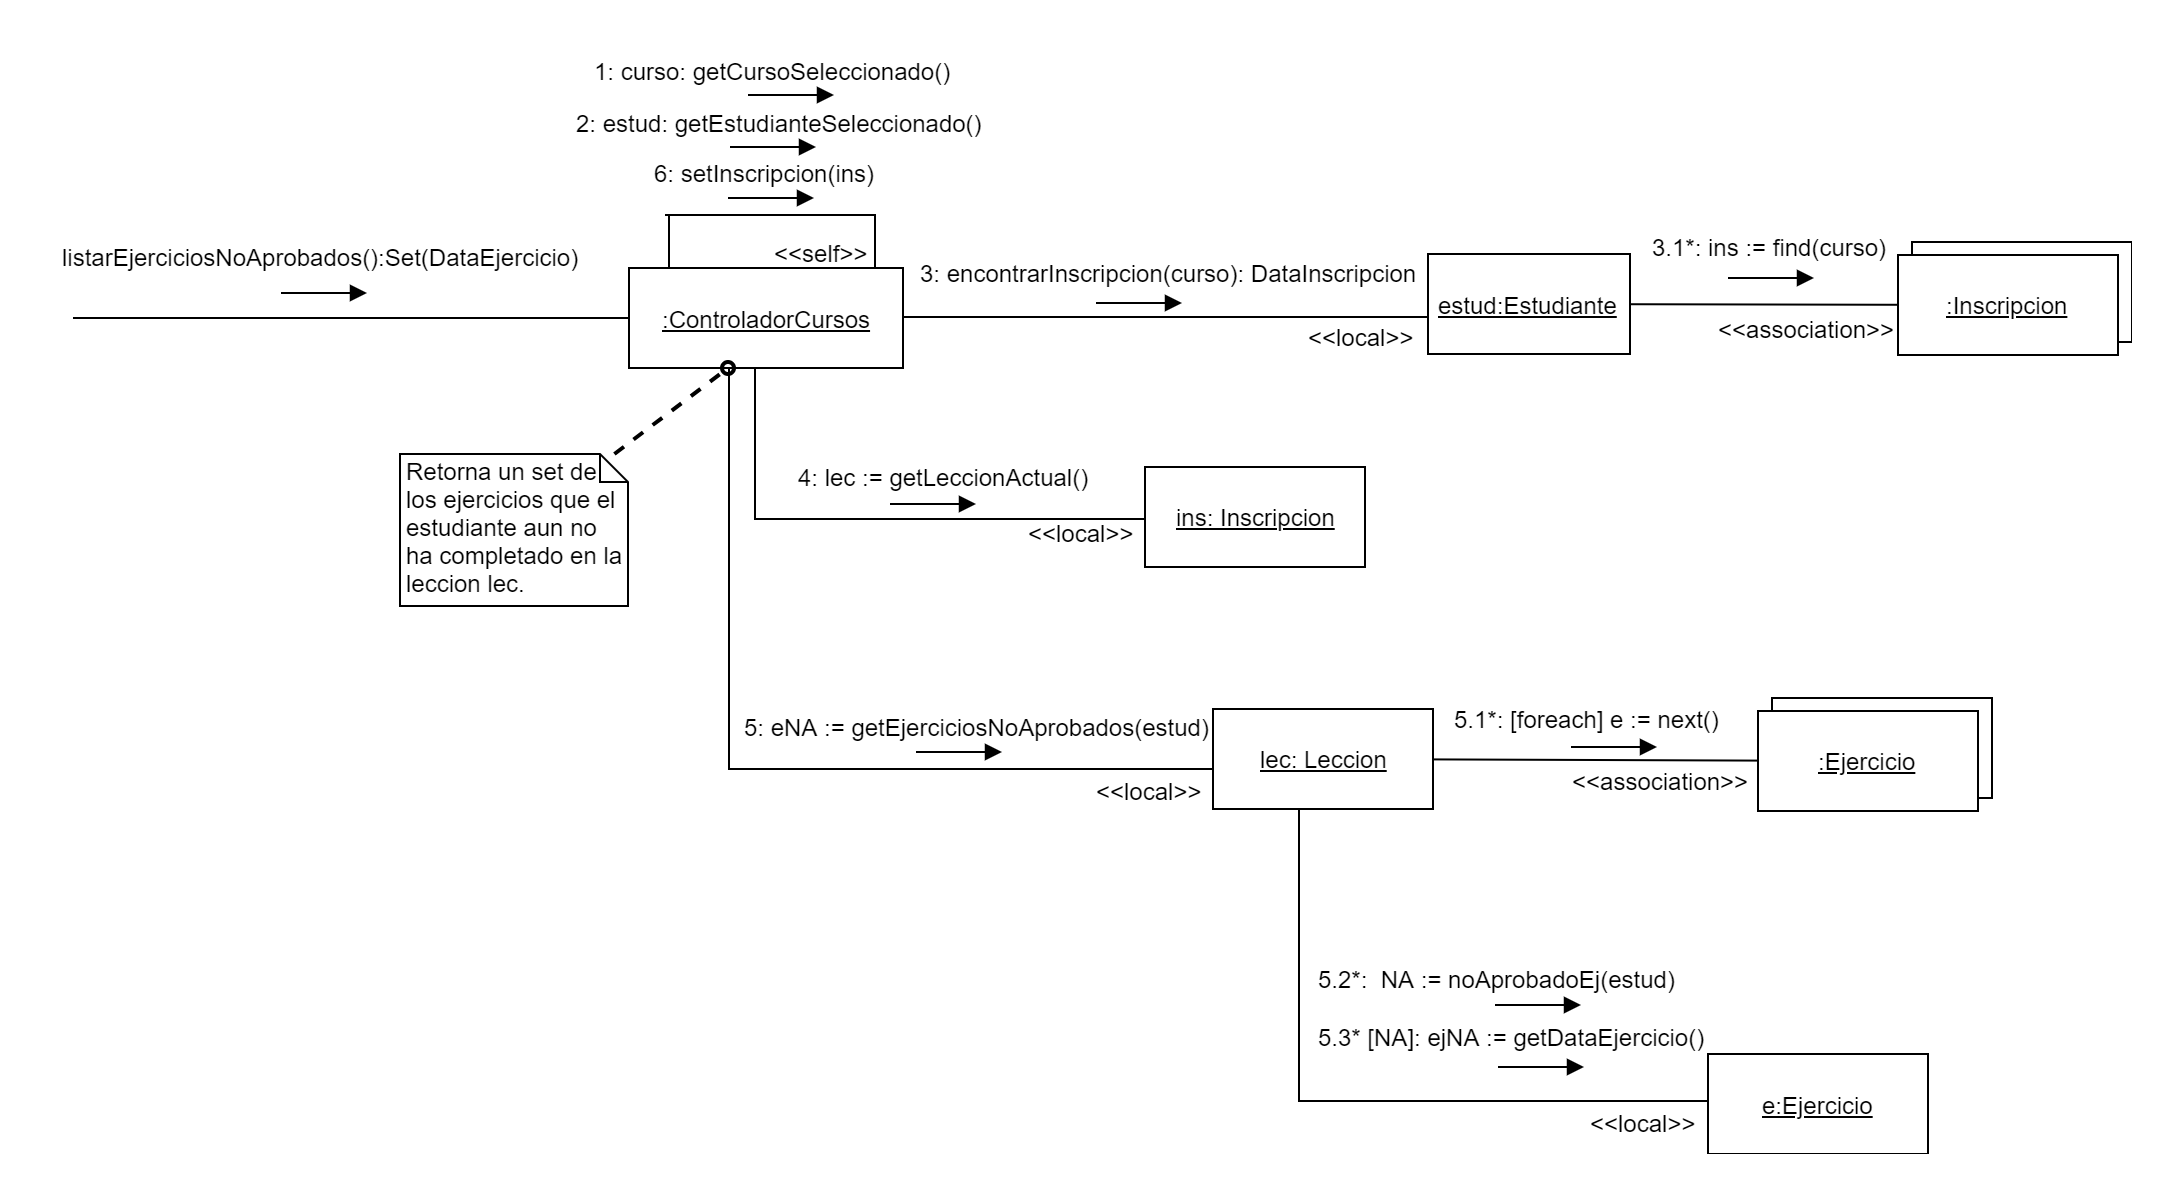 1: curso: getCursoSeleccionado()
2: estud: getEstudianteSeleccionado()
6: setInscripcion(ins)
<<self>>
listarEjerciciosNoAprobados():Set(DataEjercicio)
:ControladorCursos
3: encontrarInscripcion(curso): DataInscripcion
<<local>>
estud:Estudiante
3.1*: ins := find(curso)
<<association>>
:Inscripcion
Retorna un set de
los ejercicios que el
estudiante aun no
ha completado en la
leccion lec.
4: lec := getLeccionActual()
<<local>>
ins: Inscripcion
5: eNA := getEjerciciosNoAprobados(estud)
<<local>>
lec: Leccion
5.1*: [foreach] e := next()
<<association>>
:Ejercicio
5.2*:  NA := noAprobadoEj(estud)
5.3* [NA]: ejNA := getDataEjercicio()
<<local>>
e:Ejercicio